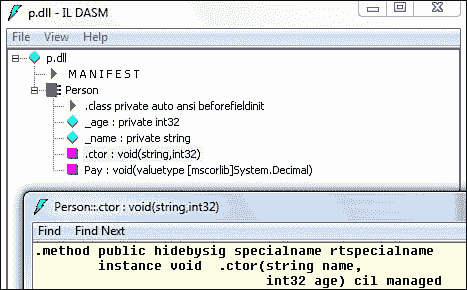 p.dll - IL DASM
File View Help
p.dll
M A N I F E S T
Person
.class private auto ansi beforefieldinit
_age : private int32
_name : private string
.ctor : void(string,int32)
Pay : void(valuetype [mscorlib]System.Decimal)
Person::.ctor : void(string,int32)
Find Find Next
.method public hidebysig specialname rtspecialname
instance void .ctor(string name,
int32 age) cil managed